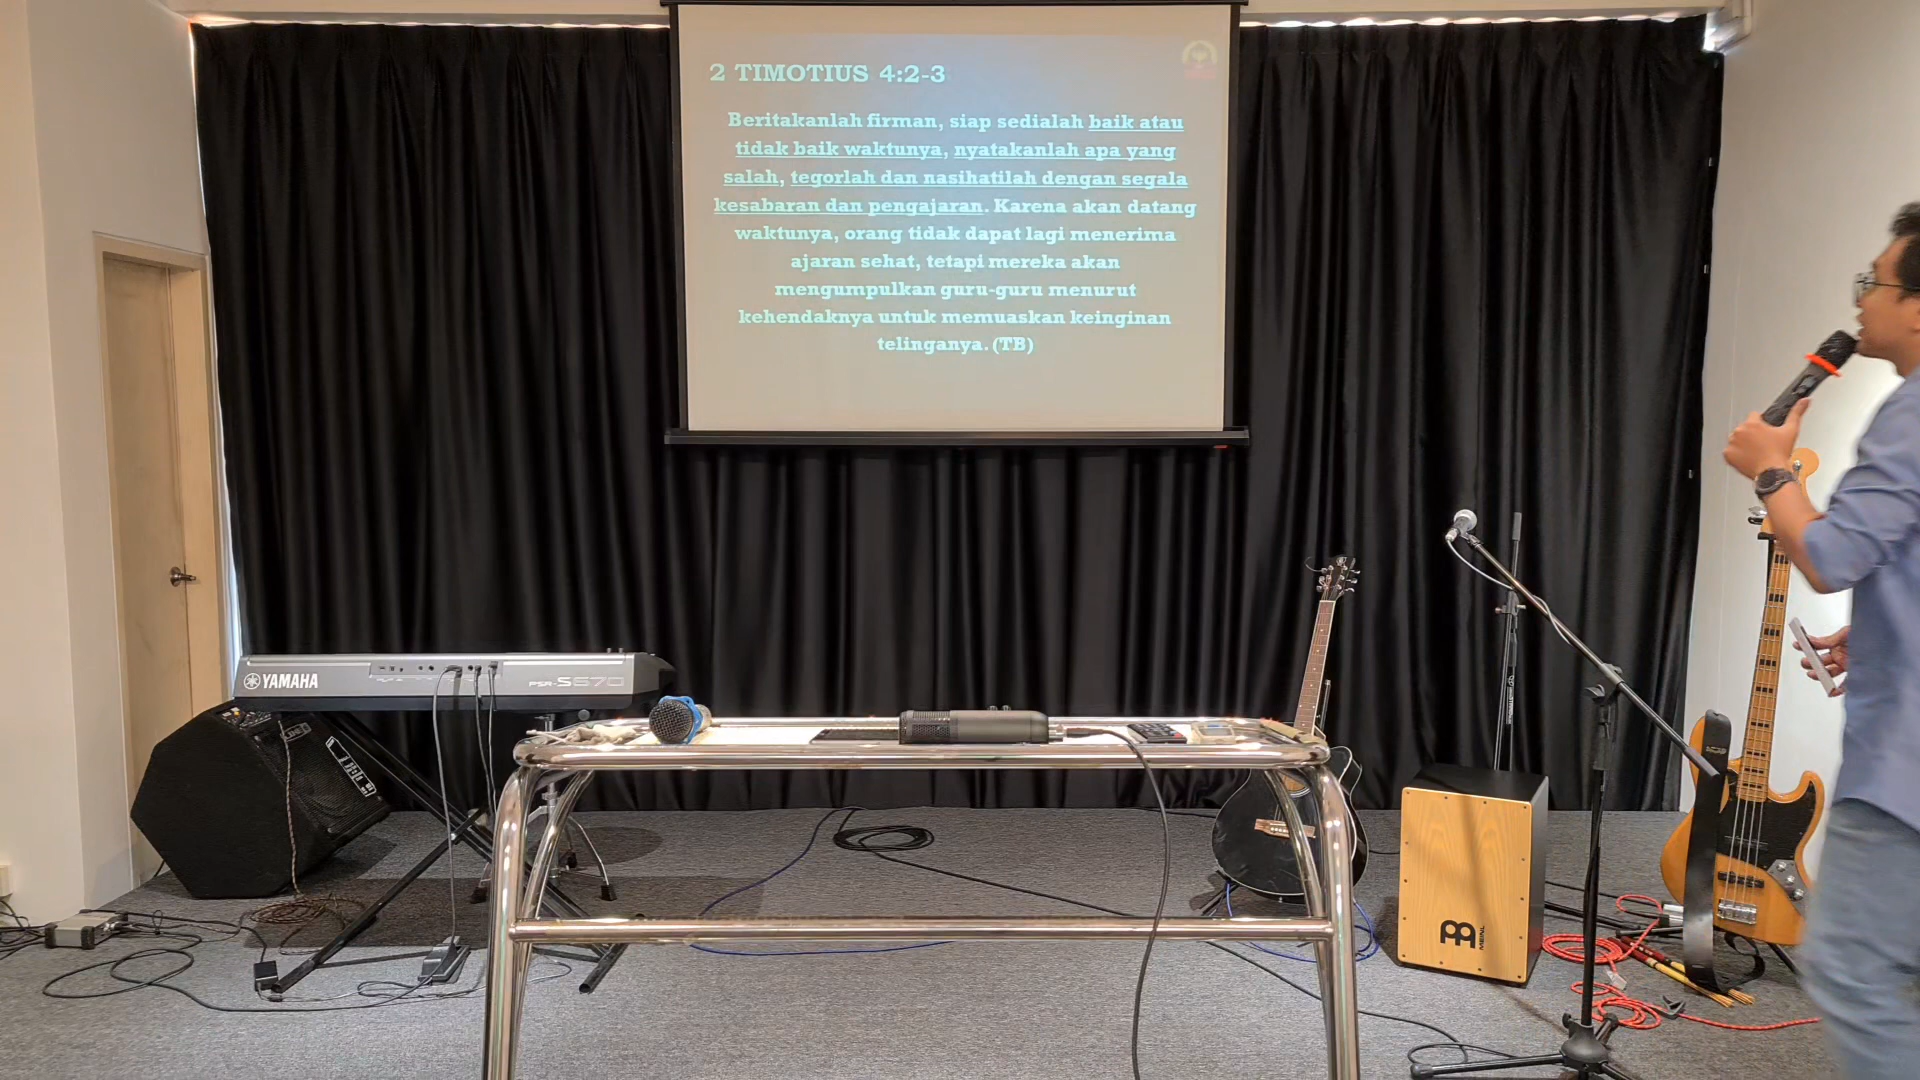 2 TIMOTIUS 4:2-3
Beritakanlah firman, siap sedialah baik atau
tidak baik waktunya, nyatakanlah apa yang
salah, tegorlah dan nasihatilah dengan segala
kesabaran dan pengajaran. Karena akan datang
waktunya, orang tidak dapat lagi menerima
ajaran sehat, tetapi mereka akan
mengumpulkan guru-guru menurut
kehendaknya untuk memuaskan keinginan
telinganya. (TB)
YAMAHA
PSR-S670
MEINL